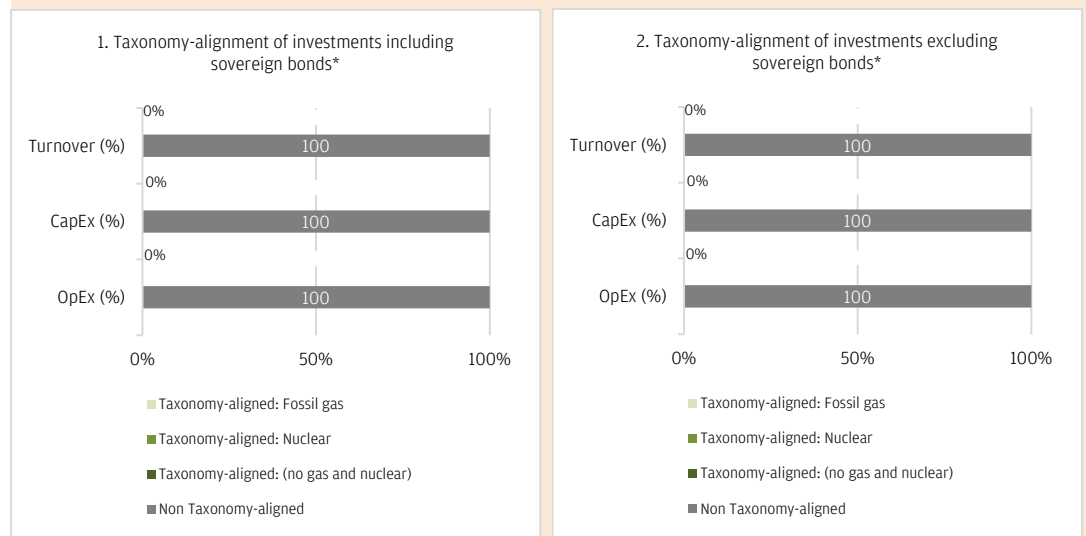 1. Taxonomy-alignment of investments including
sovereign bonds*
0%
Turnover (%)
100
0%
CapEx (%)
100
0%
OpEx (%)
100
0%
50%
100%
Taxonomy-aligned: Fossil gas
Taxonomy-aligned: Nuclear
Taxonomy-aligned: (no gas and nuclear)
Non Taxonomy-aligned
2. Taxonomy-alignment of investments excluding
sovereign bonds*
0%
Turnover (%)
100
0%
CapEx (%)
100
0%
OpEx (%)
100
0%
50%
100%
Taxonomy-aligned: Fossil gas
Taxonomy-aligned: Nuclear
Taxonomy-aligned: (no gas and nuclear)
Non Taxonomy-aligned